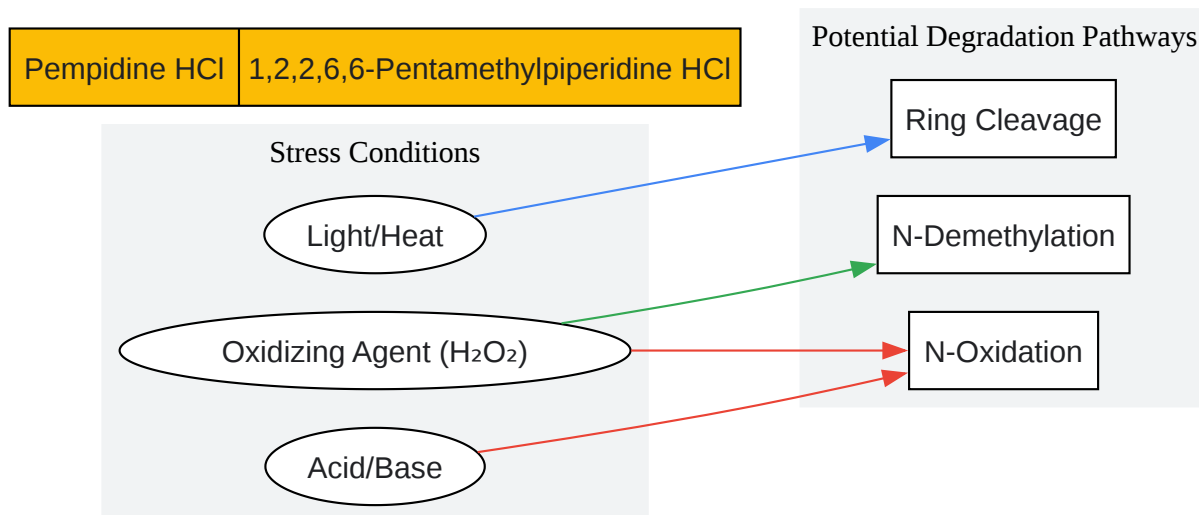 Pempidine HCl
1,2,2,6,6-Pentamethylpiperidine HCl
Stress Conditions
Light/Heat
Oxidizing Agent (H₂O₂)
Acid/Base
Potential Degradation Pathways
Ring Cleavage
N-Demethylation
N-Oxidation